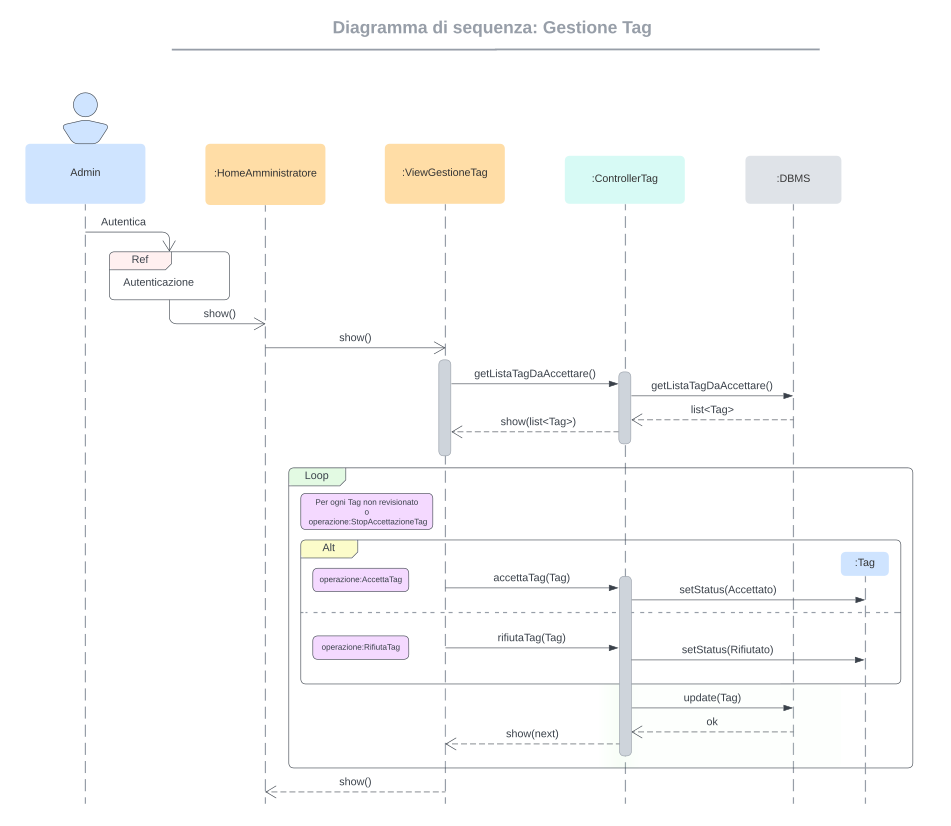 Diagramma di sequenza: Gestione Tag
Admin
:HomeAmministratore
:ViewGestioneTag
:ControllerTag
:DBMS
Autentica
Ref
Autenticazione
show()
show()
getListaTagDaAccettare()
getListaTagDaAccettare()
list<Tag>
show(list<Tag>)
Loop
Per ogni Tag non revisionato
o
operazione:StopAccettazioneTag
Alt
:Tag
operazione:AccettaTag
accettaTag(Tag)
setStatus(Accettato)
operazione:RifiutaTag
rifiutaTag(Tag)
setStatus(Rifiutato)
update(Tag)
ok
show(next)
show()